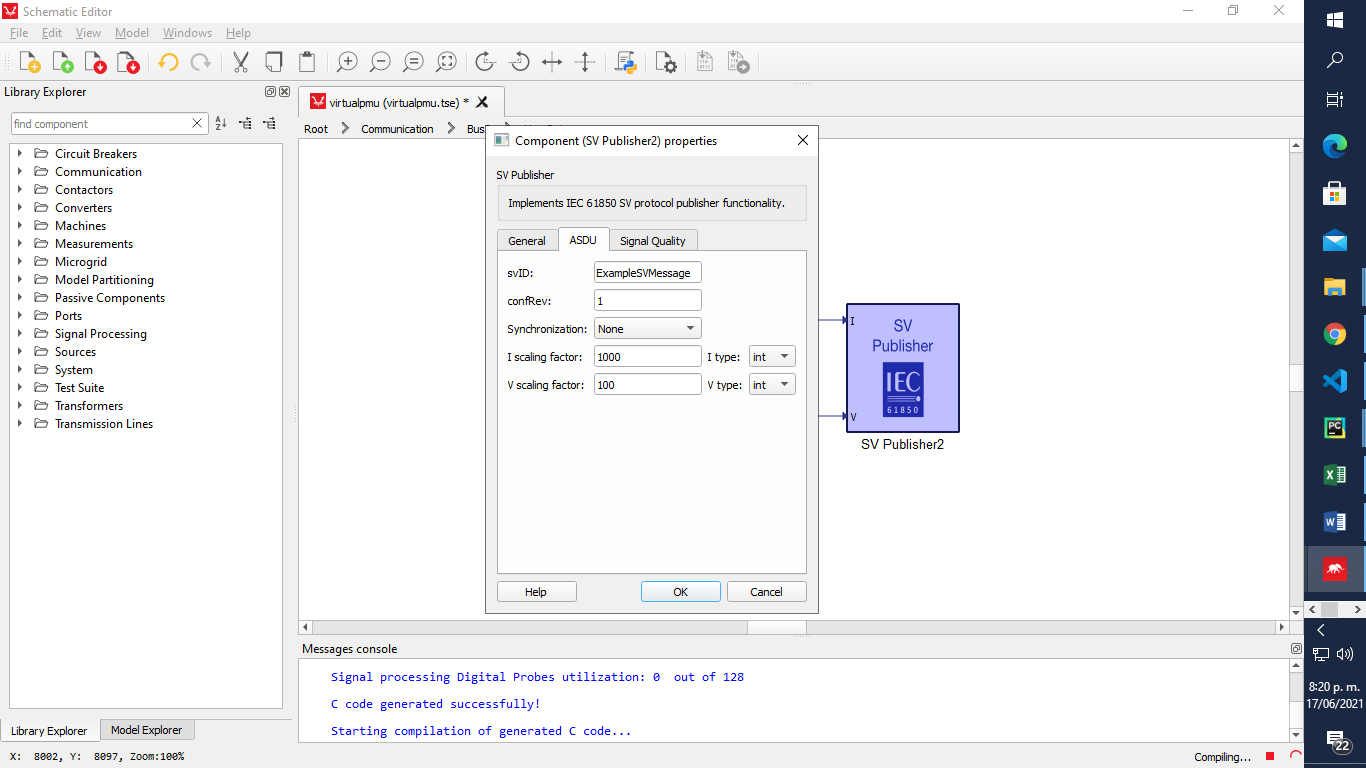 Schematic Editor
File Edit View Model Windows Help
Library Explorer
find component
Circuit Breakers
Communication
Contactors
Converters
Machines
Measurements
Microgrid
Model Partitioning
Passive Components
Ports
Signal Processing
Sources
System
Test Suite
Transformers
Transmission Lines
Library Explorer Model Explorer
X: 8002, Y: 8097, Zoom:100%
virtualpmu (virtualpmu.tse) *
Root Communication
Component (SV Publisher2) properties
SV Publisher
Implements IEC 61850 SV protocol publisher functionality.
General ASDU Signal Quality
svID: ExampleSVMessage
confRev: 1
Synchronization: None
I scaling factor: 1000 I type: int
V scaling factor: 100 V type: int
Help OK Cancel
I
SV
Publisher
IEC
61850
V
SV Publisher2
Messages console
Signal processing Digital Probes utilization: 0 out of 128
C code generated successfully!
Starting compilation of generated C code...
Compiling...
PC
X
W
8:20 p. m.
17/06/2021
22